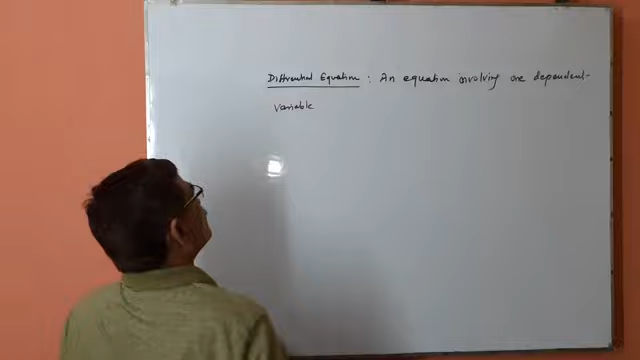 Differential Equation : An equation involving one dependent-
variable